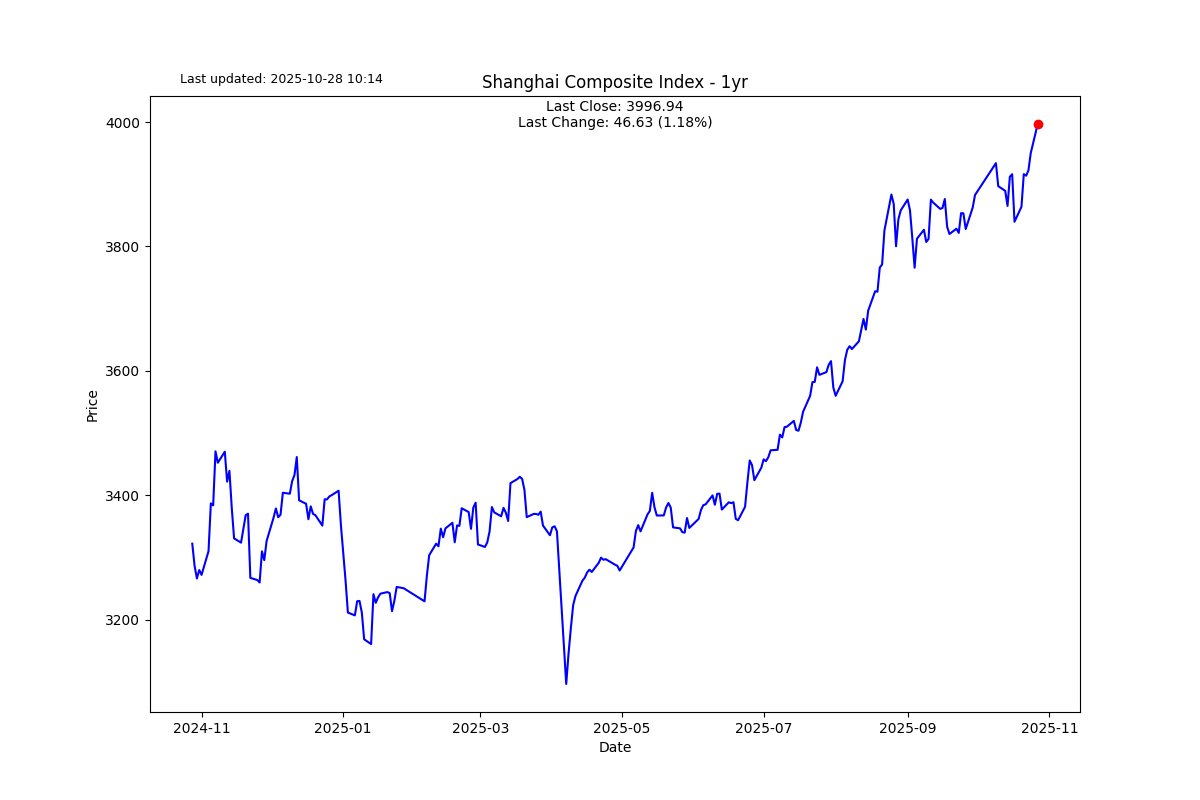 Last updated: 2025-10-28 10:14
Shanghai Composite Index - 1yr
Last Close: 3996.94
Last Change: 46.63 (1.18%)
4000
3800
3600
3400
3200
Price
2024-11
2025-01
2025-03
2025-05
2025-07
2025-09
2025-11
Date